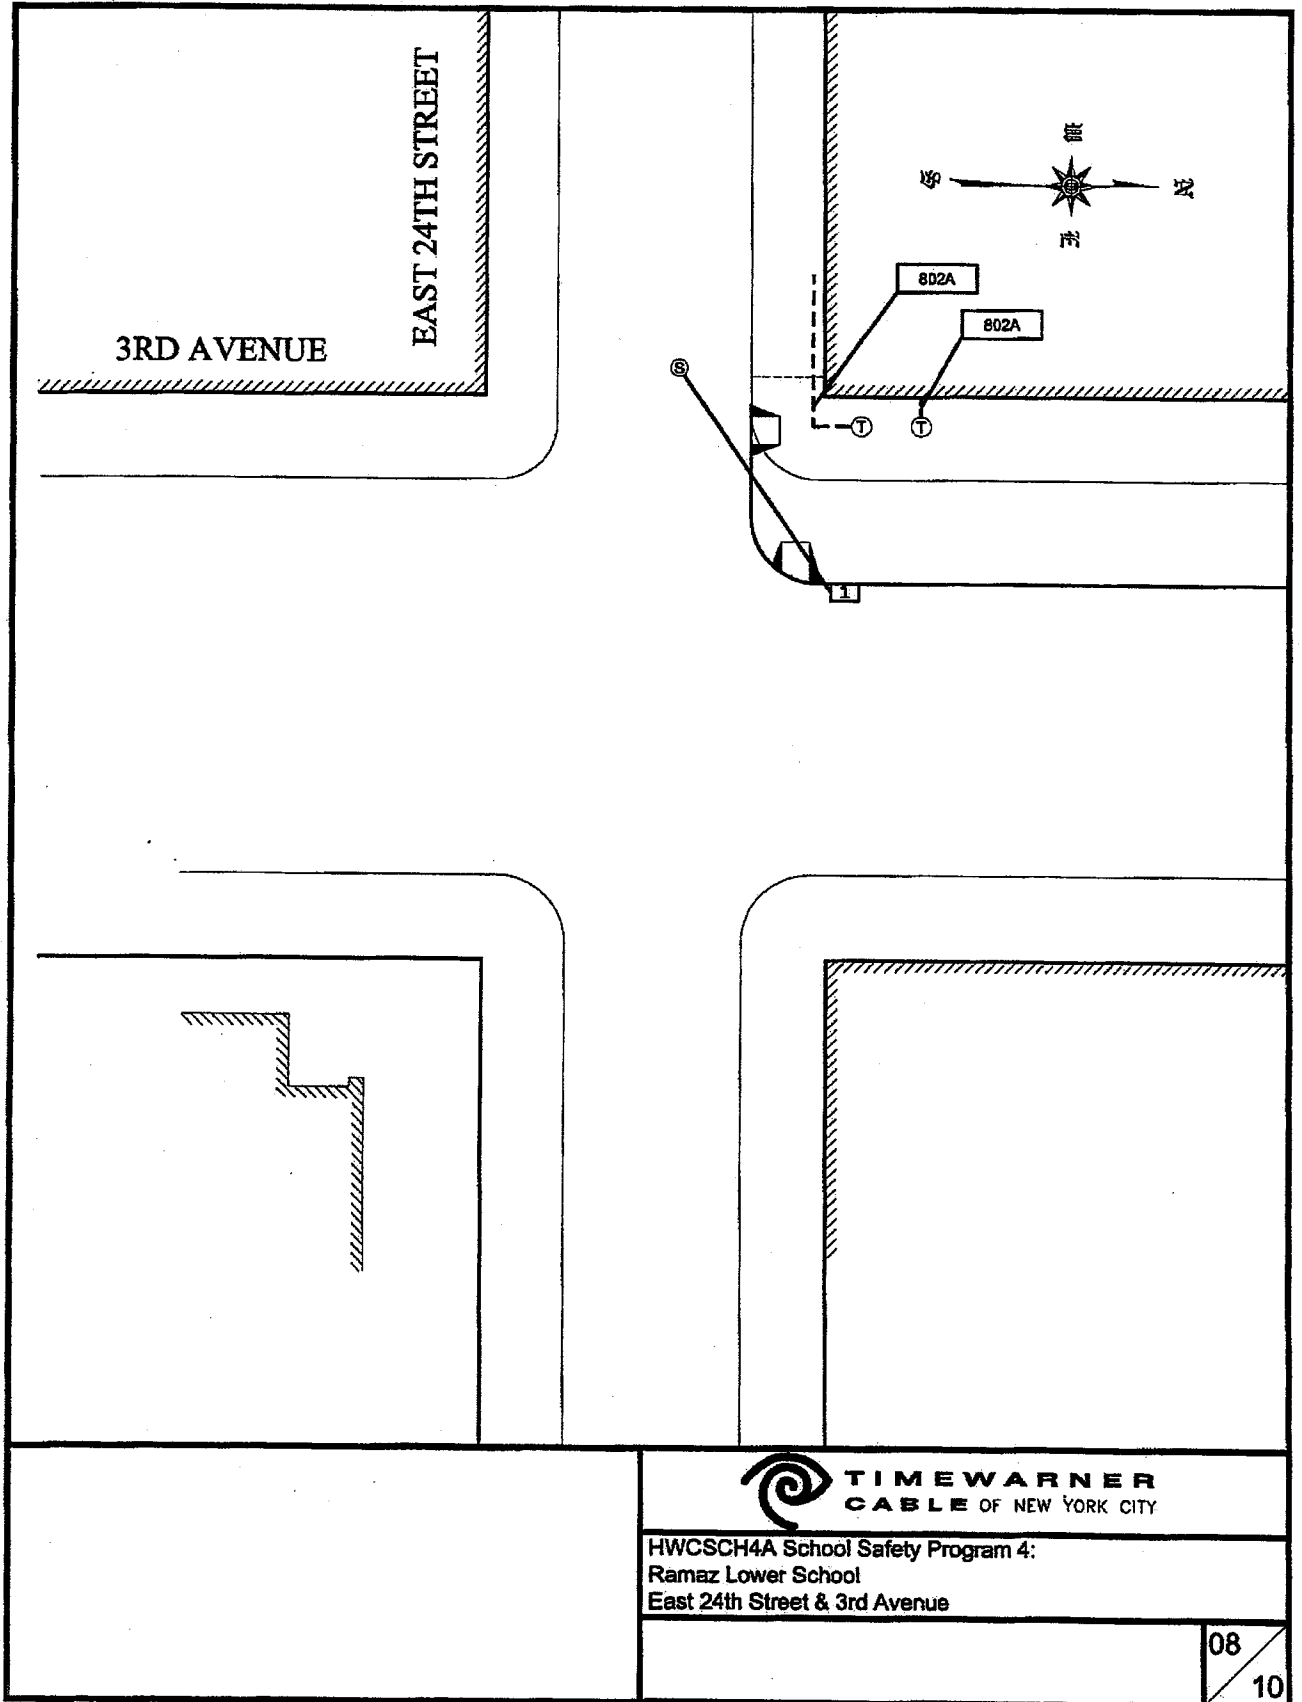 EAST 24TH STREET
3RD AVENUE
E
S
N
W
802A
802A
S
T
T
1
TIMEWARNER
CABLE OF NEW YORK CITY
HWCSCH4A School Safety Program 4:
Ramaz Lower School
East 24th Street & 3rd Avenue
08
10